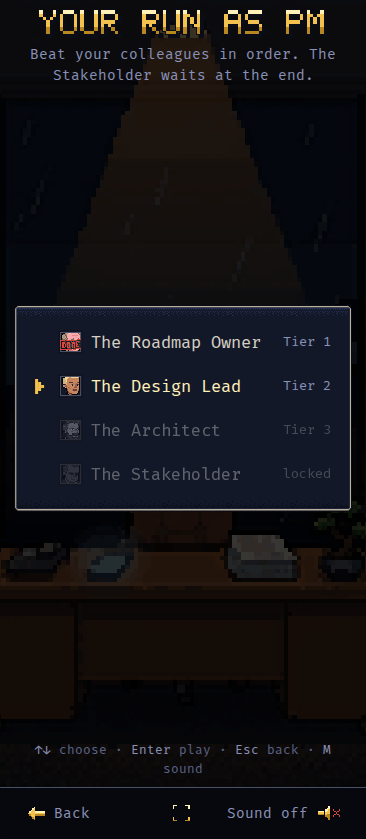 YOUR RUN AS PM
Beat your colleagues in order. The
Stakeholder waits at the end.
The Roadmap Owner Tier 1
The Design Lead Tier 2
The Architect Tier 3
The Stakeholder locked
↑↓ choose · Enter play · Esc back · M
sound
Back Sound off